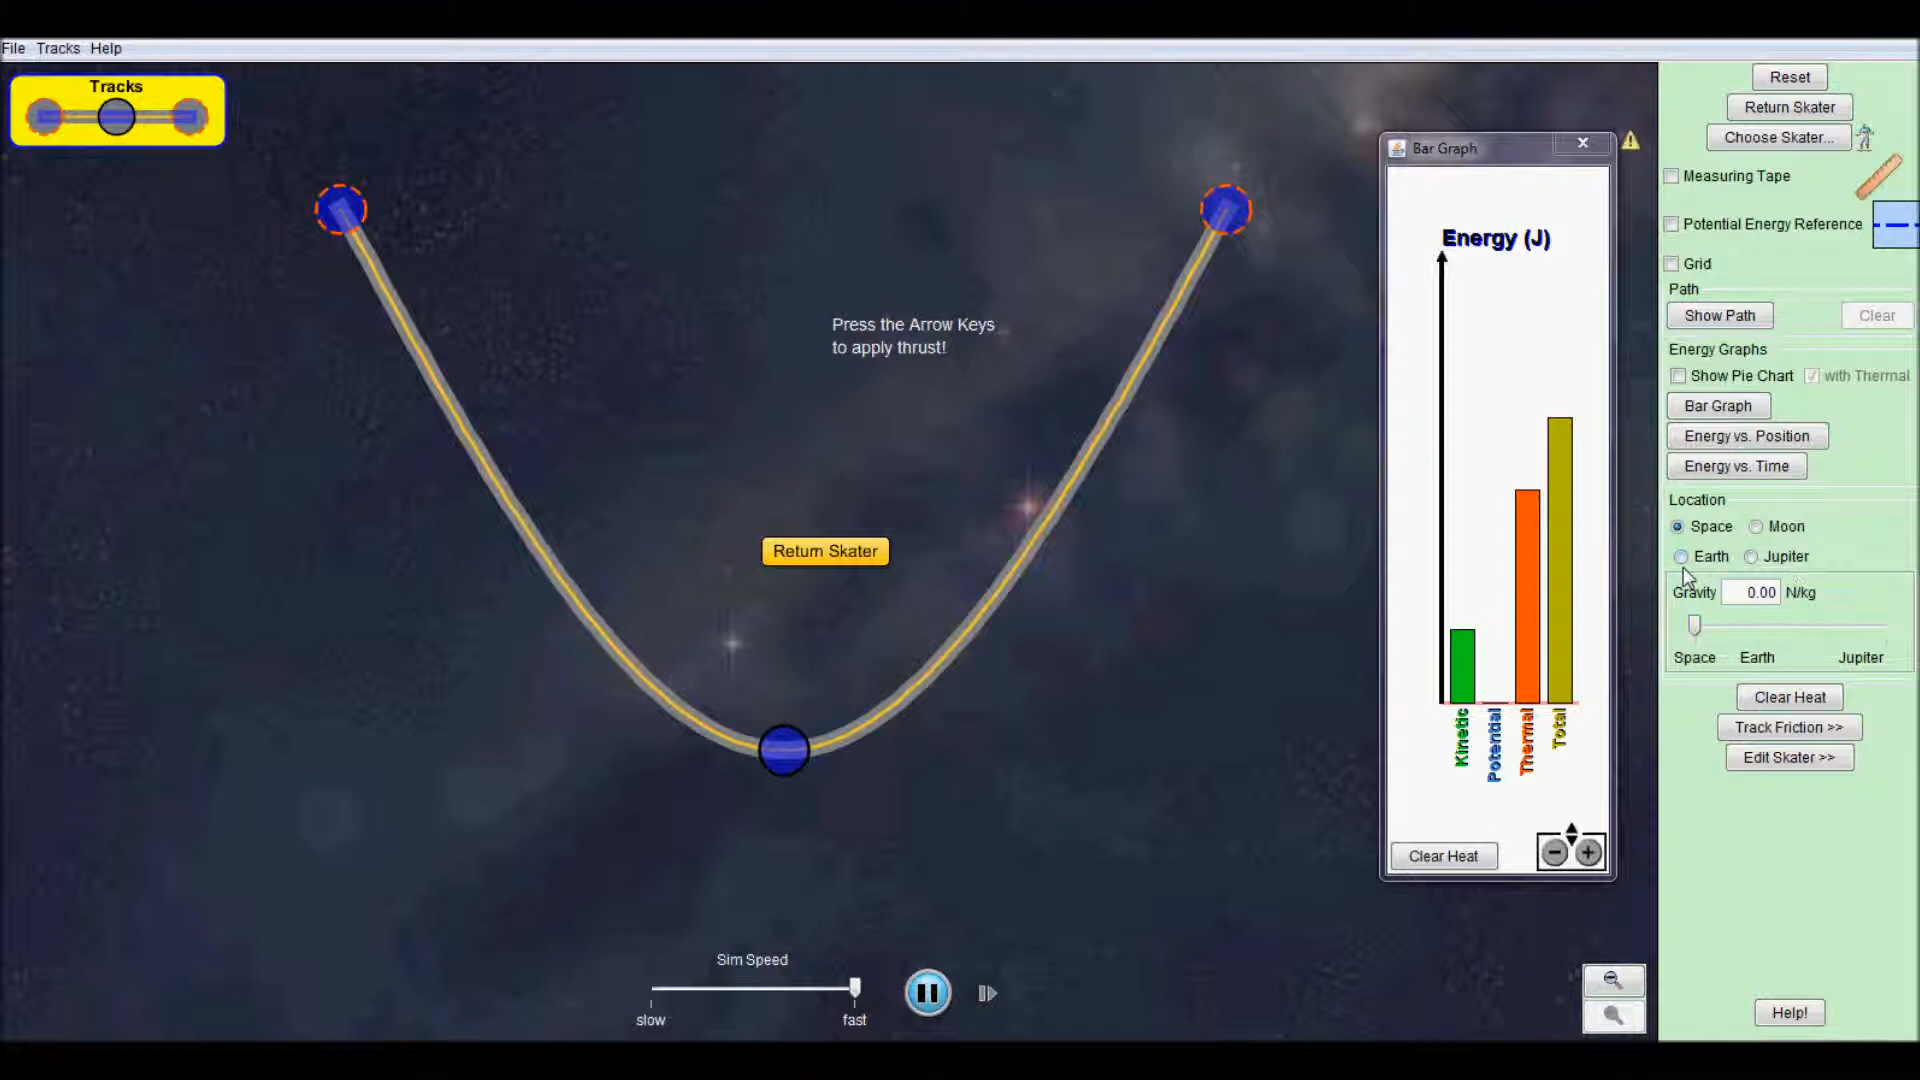 File Tracks Help
Tracks
Press the Arrow Keys
to apply thrust!
Return Skater
Sim Speed
slow fast
Bar Graph
Energy (J)
Kinetic
Potential
Thermal
Total
Clear Heat
Reset
Return Skater
Choose Skater...
Measuring Tape
Potential Energy Reference
Grid
Path
Show Path Clear
Energy Graphs
Show Pie Chart with Thermal
Bar Graph
Energy vs. Position
Energy vs. Time
Location
Space Moon
Earth Jupiter
Gravity 0.00 N/kg
Space Earth Jupiter
Clear Heat
Track Friction >>
Edit Skater >>
Help!